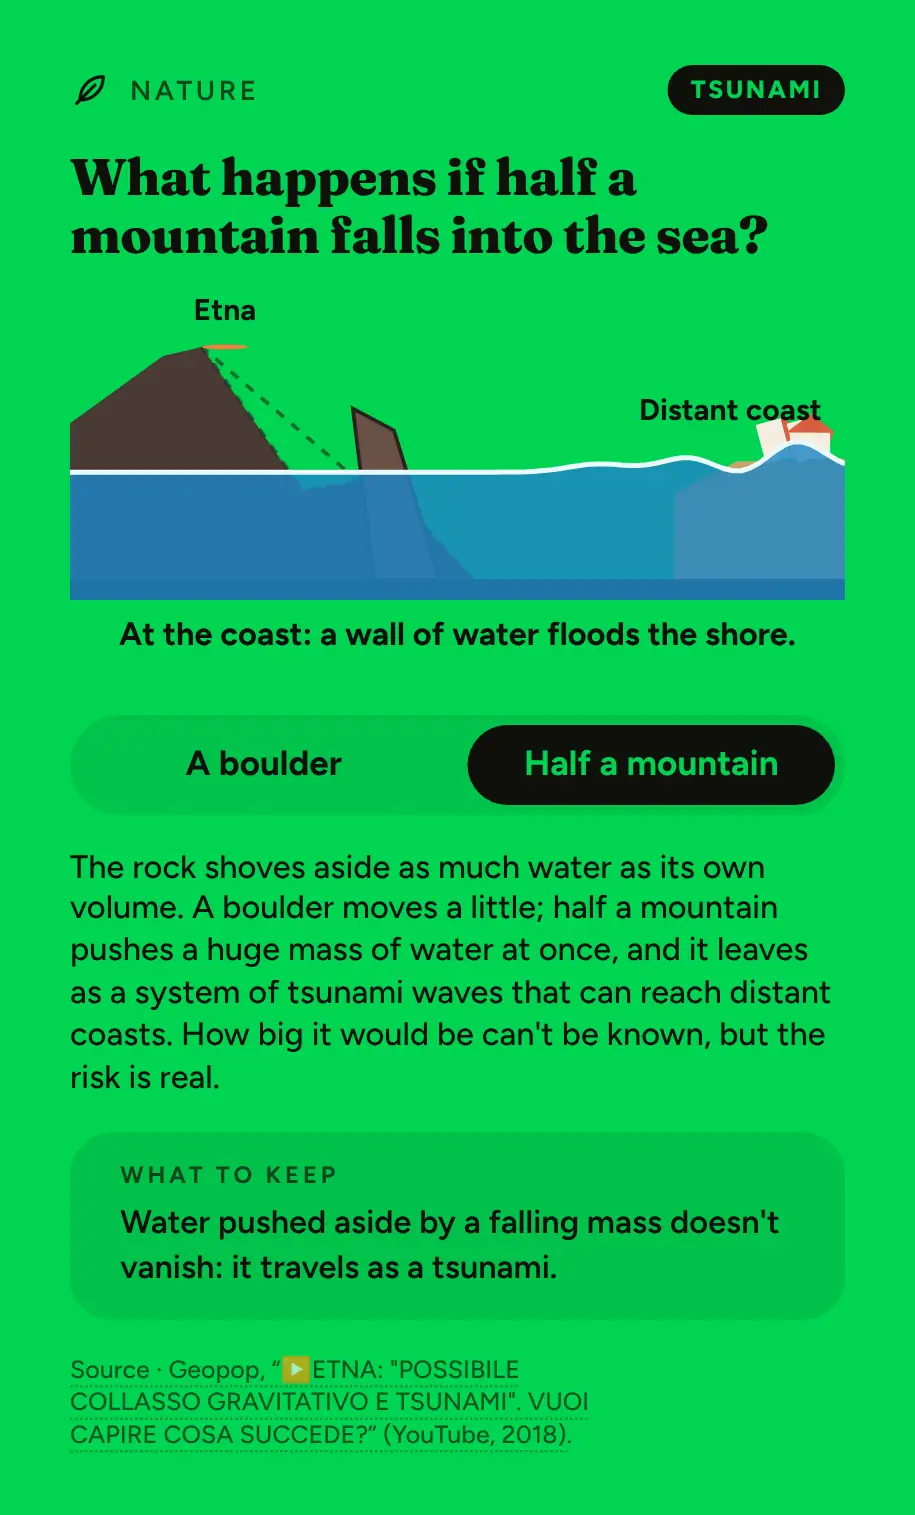 NATURE
TSUNAMI
What happens if half a
mountain falls into the sea?
Etna
Distant coast
At the coast: a wall of water floods the shore.
A boulder
Half a mountain
The rock shoves aside as much water as its own
volume. A boulder moves a little; half a mountain
pushes a huge mass of water at once, and it leaves
as a system of tsunami waves that can reach distant
coasts. How big it would be can't be known, but the
risk is real.
WHAT TO KEEP
Water pushed aside by a falling mass doesn't
vanish: it travels as a tsunami.
Source · Geopop, “▶️ETNA: "POSSIBILE
COLLASSO GRAVITATIVO E TSUNAMI". VUOI
CAPIRE COSA SUCCEDE?” (YouTube, 2018).